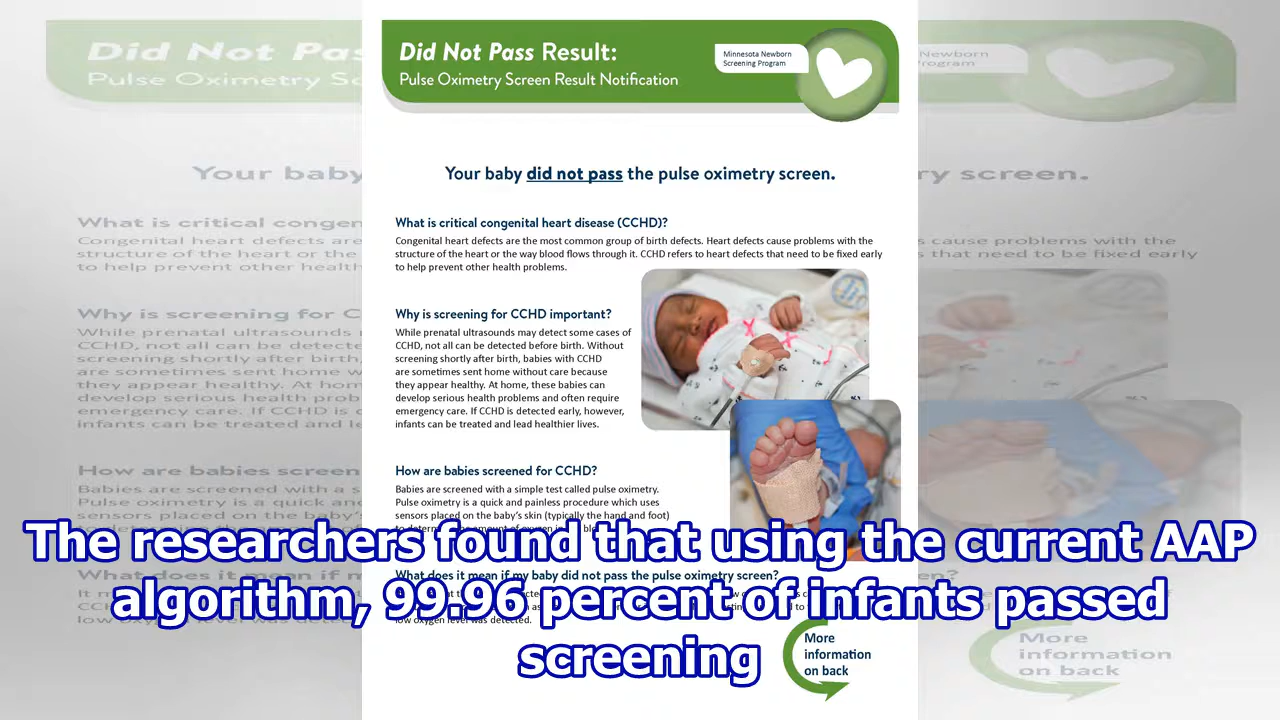 Did Not Pass Result:
Pulse Oximetry Screen Result Notification
Minnesota Newborn
Screening Program
Your baby did not pass the pulse oximetry screen.
What is critical congenital heart disease (CCHD)?
Congenital heart defects are the most common group of birth defects. Heart defects cause problems with the
structure of the heart or the way blood flows through it. CCHD refers to heart defects that need to be fixed early
to help prevent other health problems.
Why is screening for CCHD important?
While prenatal ultrasounds may detect some cases of
CCHD, not all can be detected before birth. Without
screening shortly after birth, babies with CCHD
are sometimes sent home without care because
they appear healthy. At home, these babies can
develop serious health problems and often require
emergency care. If CCHD is detected early, however,
infants can be treated and lead healthier lives.
How are babies screened for CCHD?
Babies are screened with a simple test called pulse oximetry.
Pulse oximetry is a quick and painless procedure which uses
sensors placed on the baby's skin (typically the hand and foot)
What does it mean if my baby did not pass the pulse oximetry screen?
low oxygen level was detected.
More
information
on back
The researchers found that using the current AAP
algorithm, 99.96 percent of infants passed
screening